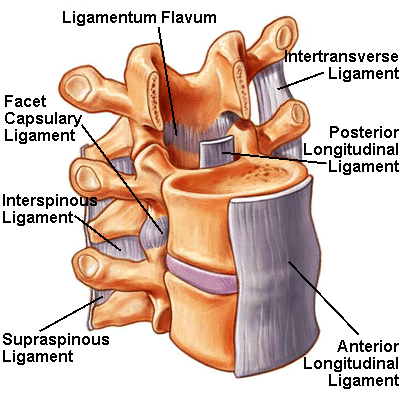 Ligamentum Flavum
Intertransverse
Ligament
Facet
Capsulary
Ligament
Posterior
Longitudinal
Ligament
Interspinous
Ligament
Supraspinous
Ligament
Anterior
Longitudinal
Ligament